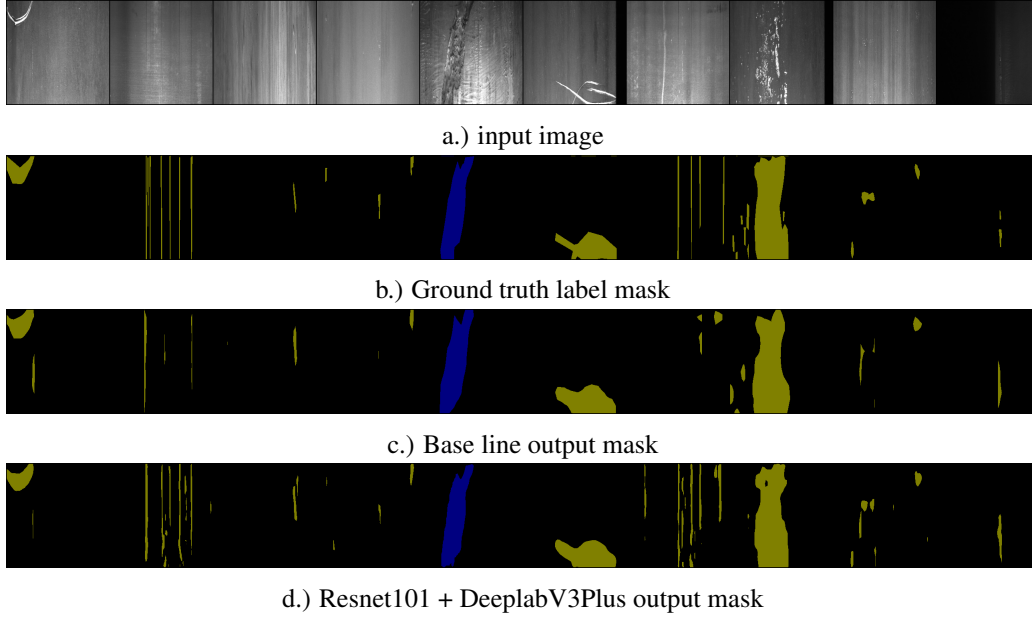 a.) input image
b.) Ground truth label mask
c.) Base line output mask
d.) Resnet101 + DeeplabV3Plus output mask